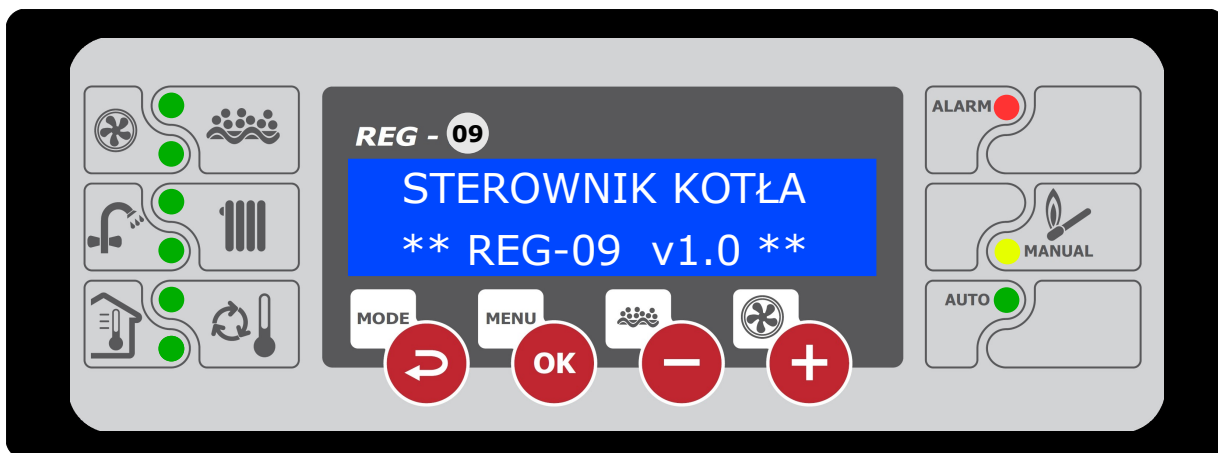 REG - 09
STEROWNIK KOTŁA
** REG-09 v1.0 **
MODE
MENU
OK
ALARM
MANUAL
AUTO